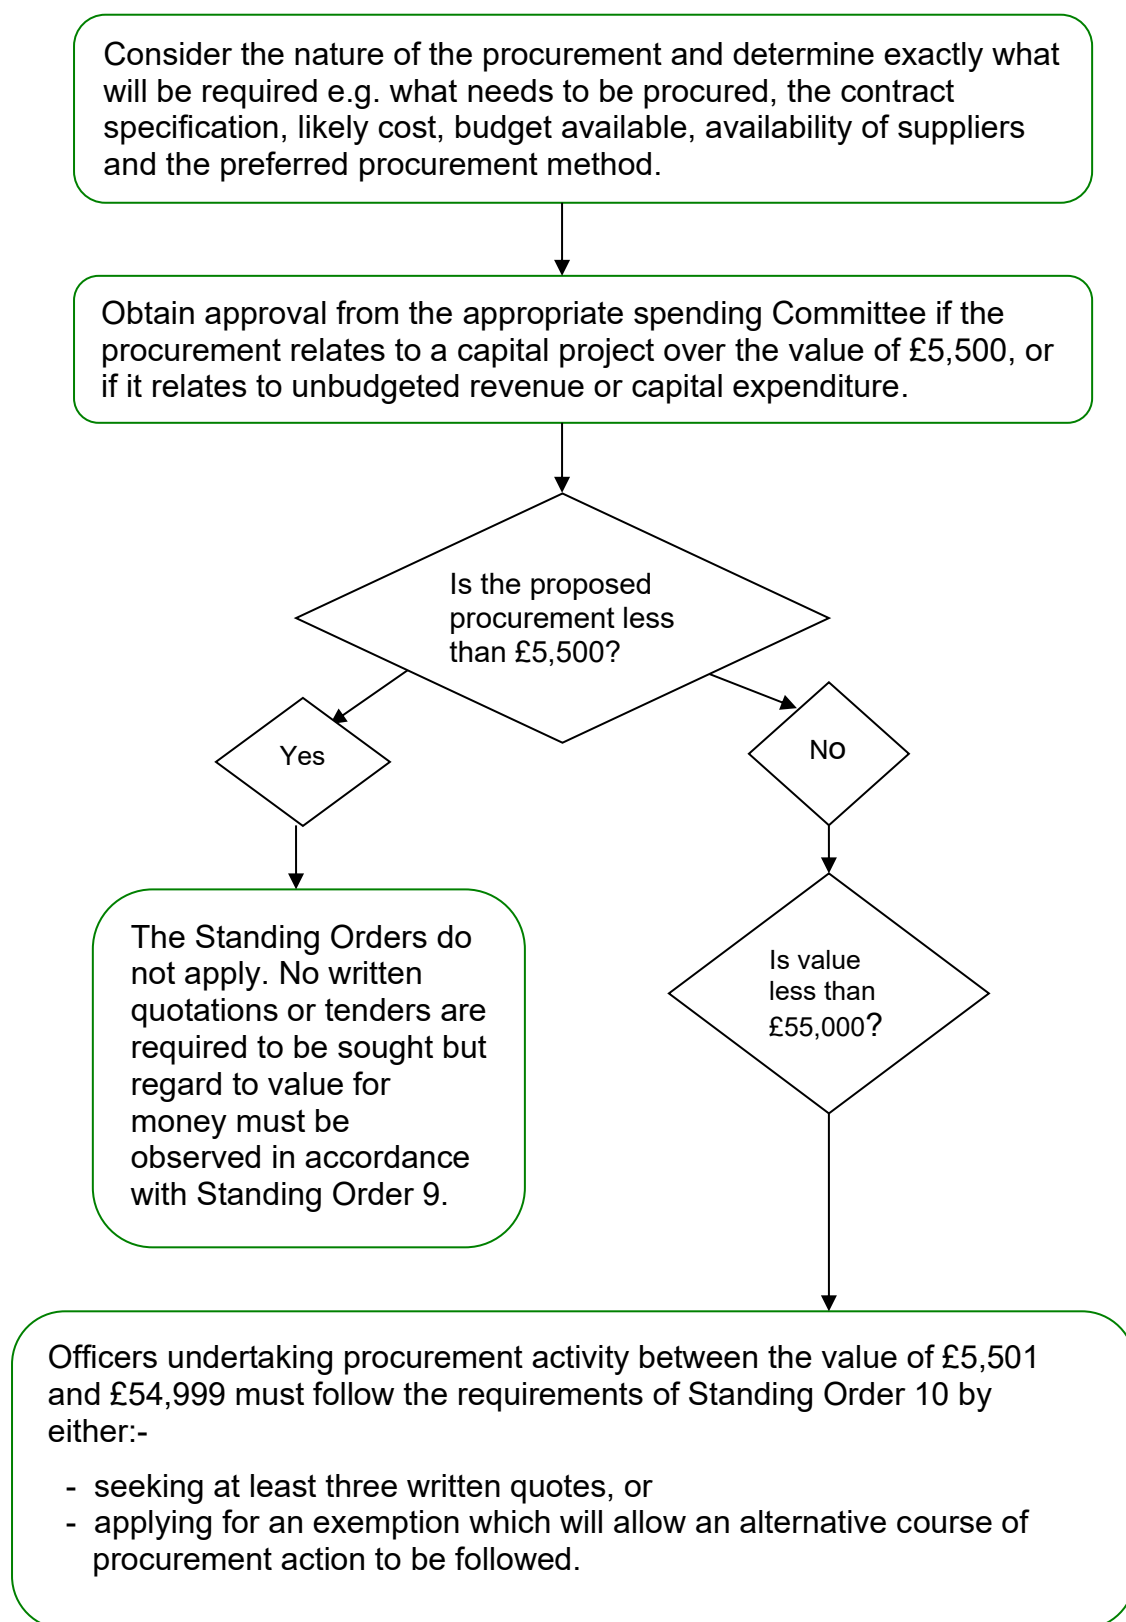 Consider the nature of the procurement and determine exactly what
will be required e.g. what needs to be procured, the contract
specification, likely cost, budget available, availability of suppliers
and the preferred procurement method.
Obtain approval from the appropriate spending Committee if the
procurement relates to a capital project over the value of £5,500, or
if it relates to unbudgeted revenue or capital expenditure.
Is the proposed
procurement less
than £5,500?
Yes
No
The Standing Orders do
not apply. No written
quotations or tenders are
required to be sought but
regard to value for
money must be
observed in accordance
with Standing Order 9.
Is value
less than
£55,000?
Officers undertaking procurement activity between the value of £5,501
and £54,999 must follow the requirements of Standing Order 10 by
either:-
- seeking at least three written quotes, or
- applying for an exemption which will allow an alternative course of
procurement action to be followed.